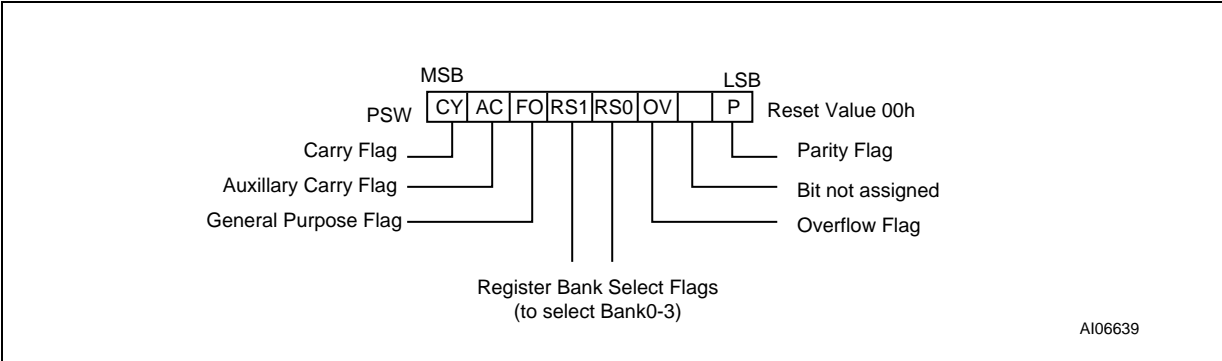 MSB
LSB
PSW CY AC FO RS1 RS0 OV P Reset Value 00h
Carry Flag
Parity Flag
Auxillary Carry Flag
Bit not assigned
General Purpose Flag
Overflow Flag
Register Bank Select Flags
(to select Bank0-3)
AI06639